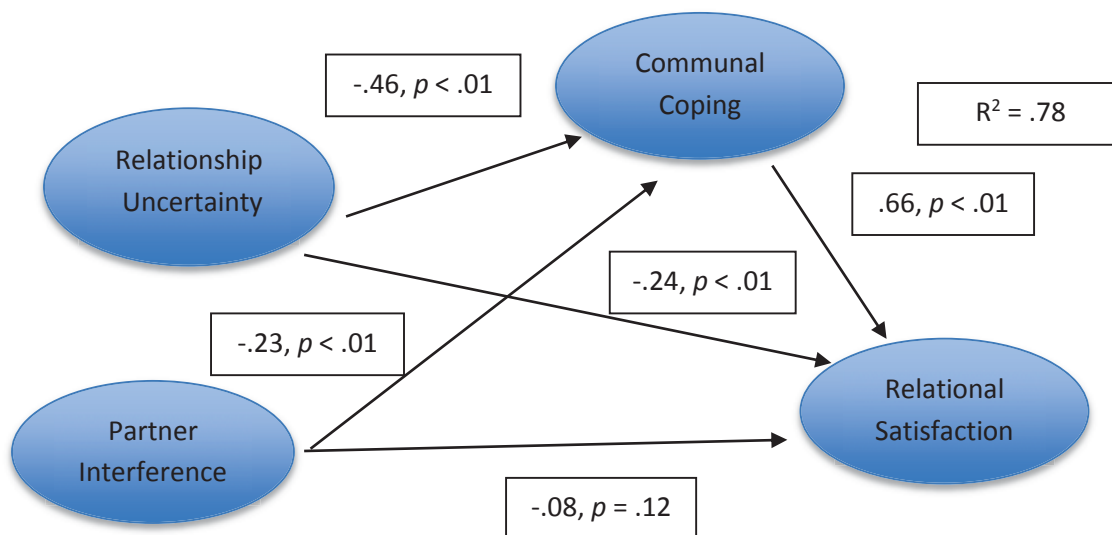 Communal
Coping
-.46, p < .01
R² = .78
Relationship
Uncertainty
.66, p < .01
-.24, p < .01
-.23, p < .01
Relational
Satisfaction
Partner
Interference
-.08, p = .12